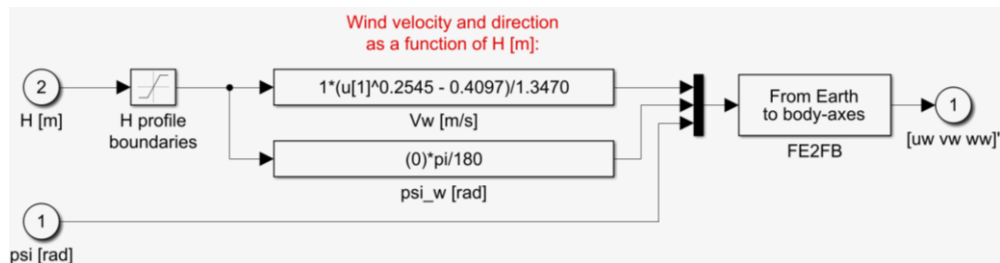 Wind velocity and direction
as a function of H [m]:
2
H [m]
H profile
boundaries
1*(u[1]^0.2545 - 0.4097)/1.3470
Vw [m/s]
(0)*pi/180
psi_w [rad]
From Earth
to body-axes
FE2FB
1
[uw vw ww]'
1
psi [rad]